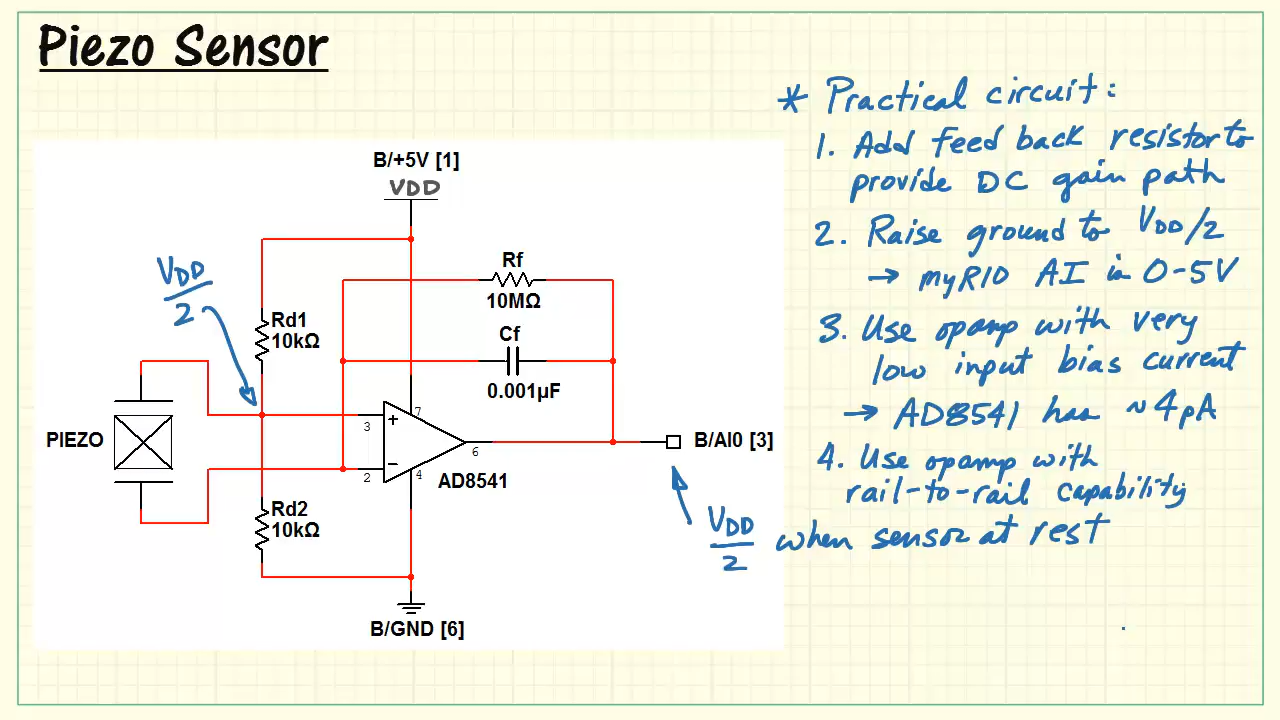 Piezo Sensor
* Practical circuit:
1. Add feed back resistor to
provide DC gain path
2. Raise ground to VDD/2
→ myRIO AI is 0-5V
3. Use opamp with very
low input bias current
→ AD8541 has ~4pA
4. Use opamp with
rail-to-rail capability
VDD
2
when sensor at rest
B/+5V [1]
VDD
VDD
2
Rf
10MΩ
Rd1
10kΩ
Cf
0.001µF
PIEZO
3
+
7
6
B/AI0 [3]
2
−
4
AD8541
Rd2
10kΩ
B/GND [6]